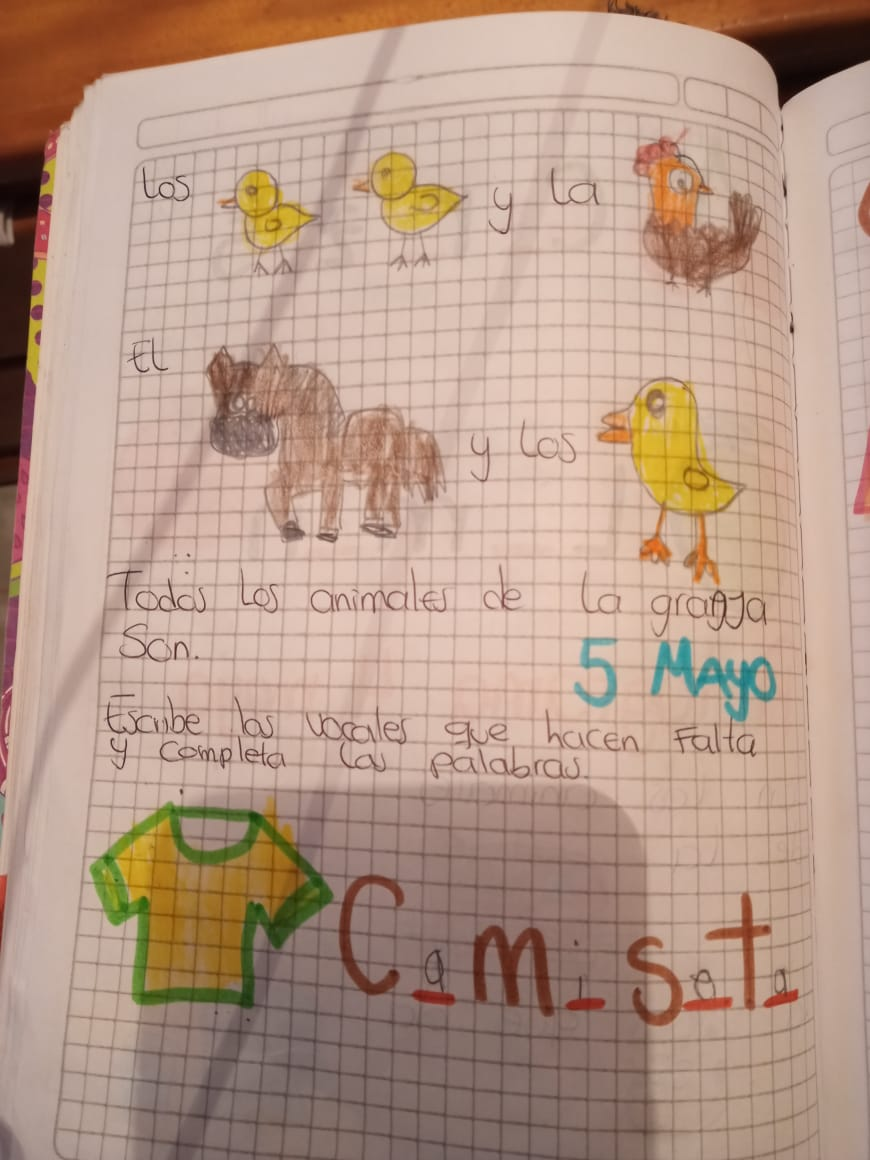 Los y la
El y los
Todos los animales de la granja
Son.
5 MAYO
Escribe las vocales que hacen Falta
y completa las palabras.
Camiseta